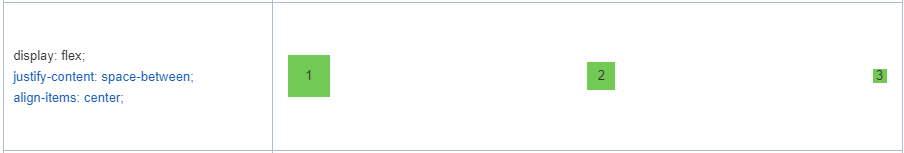 display: flex;
justify-content: space-between;
align-items: center;
1
2
3